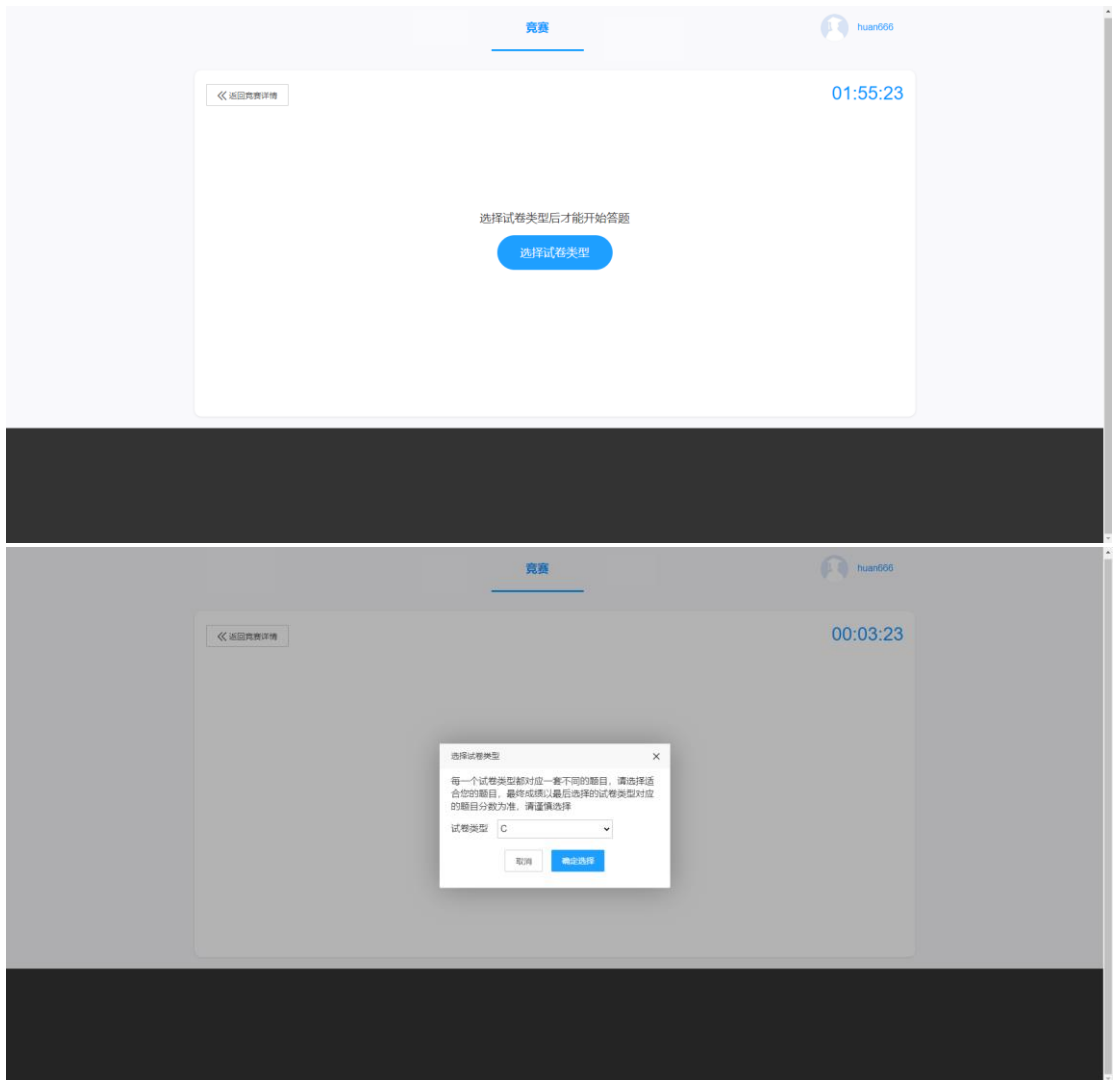 竞赛
huan666
返回竞赛详情
01:55:23
选择试卷类型后才能开始答题
选择试卷类型
竞赛
huan666
返回竞赛详情
00:03:23
选择试卷类型
每一个试卷类型都对应一套不同的题目，请选择适
合您的题目，最终成绩以最后选择的试卷类型对应
的题目分数为准，请谨慎选择
试卷类型 C
取消 确定选择